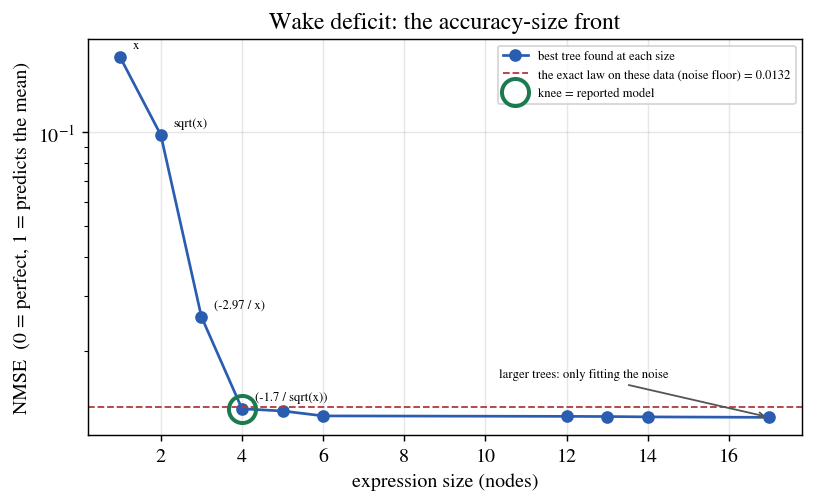 Wake deficit: the accuracy-size front
best tree found at each size
the exact law on these data (noise floor) = 0.0132
knee = reported model
x
sqrt(x)
(-2.97 / x)
(-1.7 / sqrt(x))
larger trees: only fitting the noise
10⁻¹
NMSE (0 = perfect, 1 = predicts the mean)
2 4 6 8 10 12 14 16
expression size (nodes)